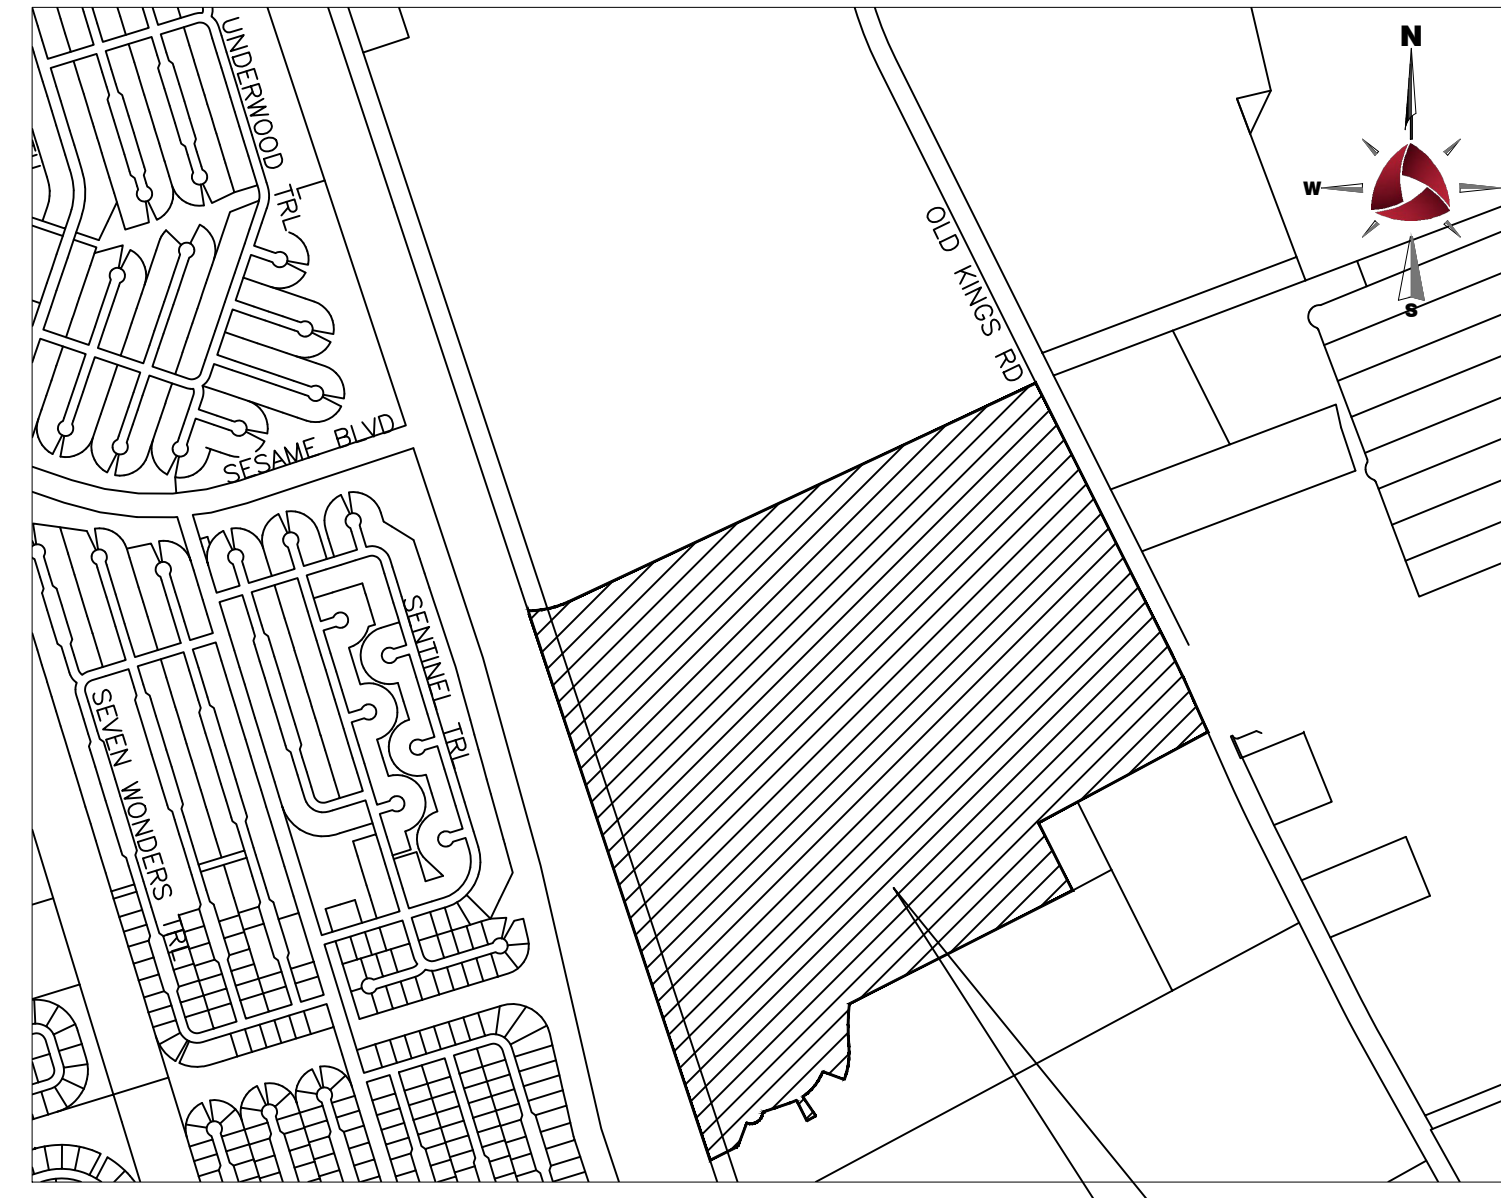 UNDERWOOD TRL
N
W
OLD KINGS RD
S
SESAME BLVD
SENTINEL TRL
SEVEN WONDERS TRL